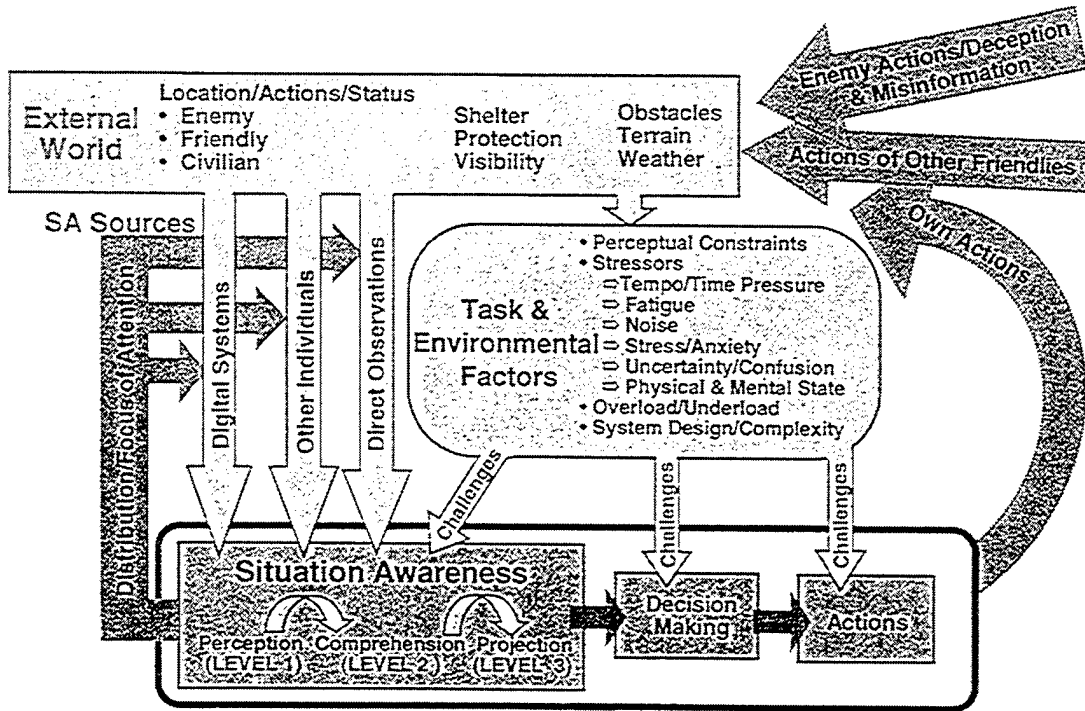 Enemy Actions/Deception
& Misinformation
External
World
Location/Actions/Status
• Enemy
• Friendly
• Civilian
Shelter
Protection
Visibility
Obstacles
Terrain
Weather
Actions of Other Friendlies
Own Actions
SA Sources
Distribution/Focus of Attention
Digital Systems
Other Individuals
Direct Observations
Task &
Environmental
Factors
• Perceptual Constraints
• Stressors
⇨ Tempo/Time Pressure
⇨ Fatigue
⇨ Noise
⇨ Stress/Anxiety
⇨ Uncertainty/Confusion
⇨ Physical & Mental State
• Overload/Underload
• System Design/Complexity
Challenges
Challenges
Challenges
Situation Awareness
Perception
(LEVEL 1)
Comprehension
(LEVEL 2)
Projection
(LEVEL 3)
Decision
Making
Actions